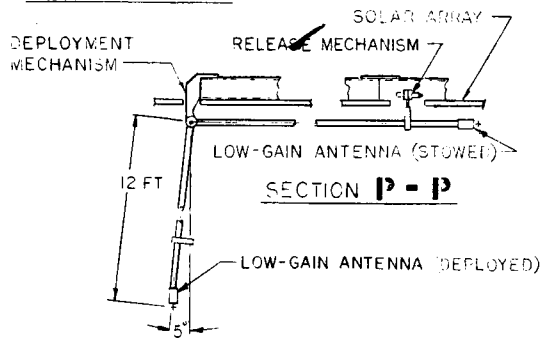 SOLAR ARRAY
DEPLOYMENT
MECHANISM
RELEASE MECHANISM
LOW-GAIN ANTENNA (STOWED)
12 FT
SECTION P - P
LOW-GAIN ANTENNA (DEPLOYED)
5°